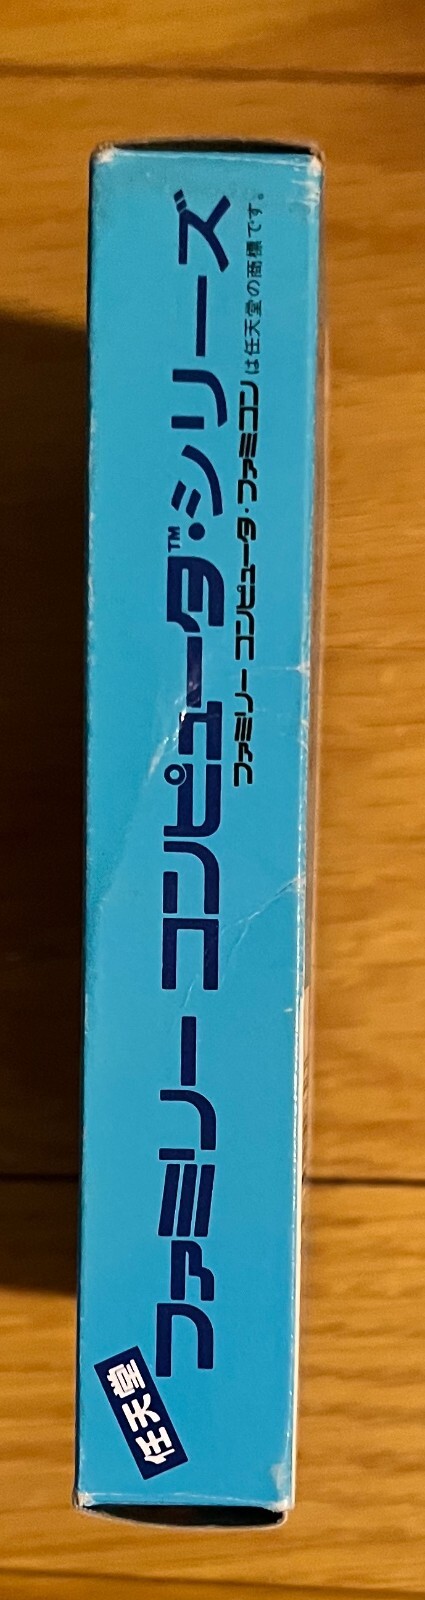 任天堂
ファミリー コンピュータ™・シリーズ
ファミリー コンピュータ・ファミコンは任天堂の商標です。